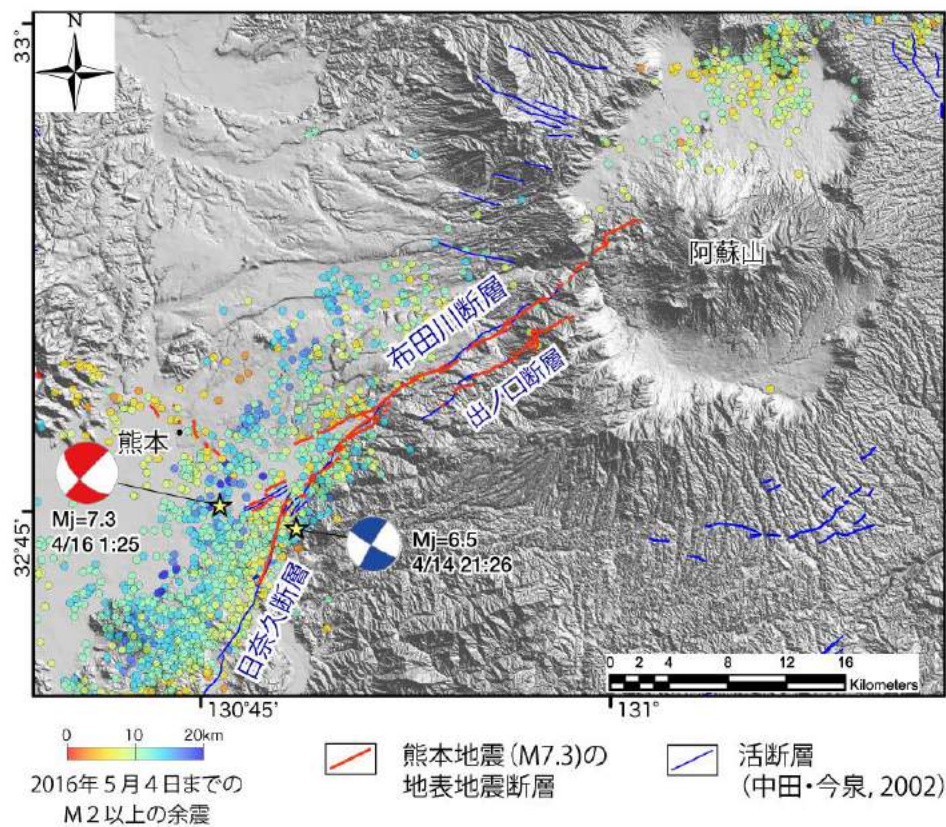 N
33°
阿蘇山
布田川断層
出ノ口断層
熊本
Mj=7.3
4/16 1:25
Mj=6.5
4/14 21:26
32°45'
日奈久断層
0 2 4 8 12 16
Kilometers
130°45'
131°
0 10 20km
2016年5月4日までの
M2以上の余震
熊本地震(M7.3)の
地表地震断層
活断層
(中田・今泉, 2002)